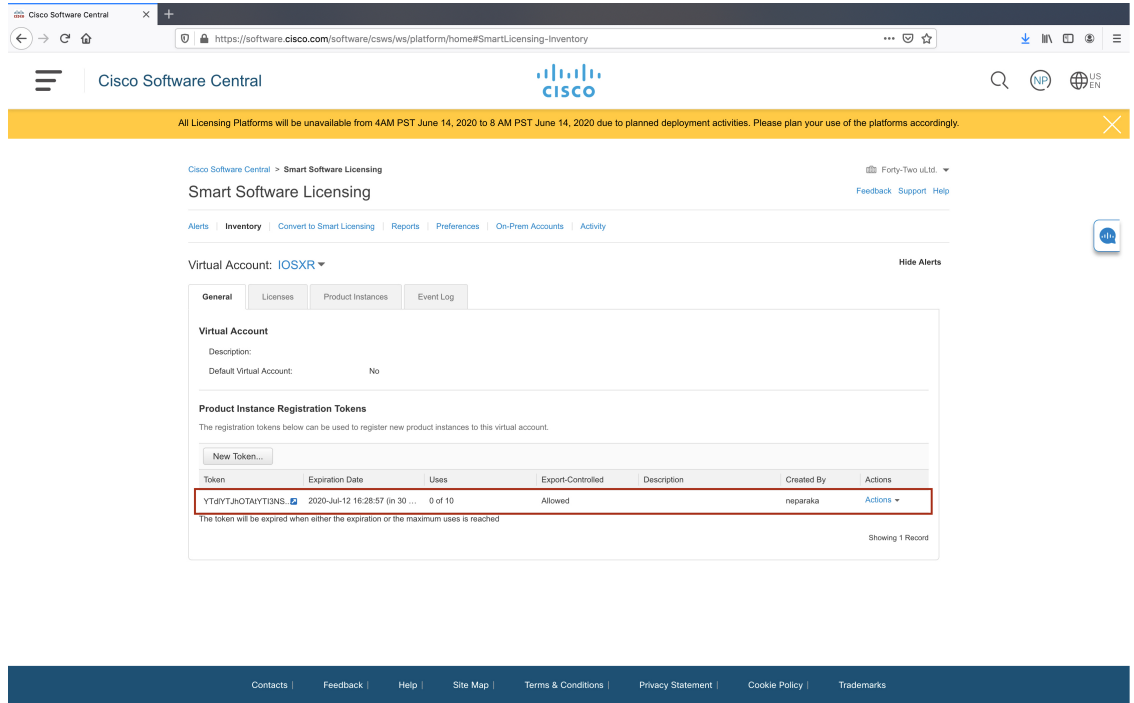 Cisco Software Central
https://software.cisco.com/software/csws/ws/platform/home#SmartLicensing-Inventory
Cisco Software Central
CISCO
NP
US
EN
All Licensing Platforms will be unavailable from 4AM PST June 14, 2020 to 8 AM PST June 14, 2020 due to planned deployment activities. Please plan your use of the platforms accordingly.
Cisco Software Central > Smart Software Licensing
Forty-Two uLtd.
Smart Software Licensing
Feedback Support Help
Alerts | Inventory | Convert to Smart Licensing | Reports | Preferences | On-Prem Accounts | Activity
Virtual Account: IOSXR
Hide Alerts
General Licenses Product Instances Event Log
Virtual Account
Description:
Default Virtual Account: No
Product Instance Registration Tokens
The registration tokens below can be used to register new product instances to this virtual account.
New Token...
Token Expiration Date Uses Export-Controlled Description Created By Actions
2020-Jul-12 16:28:57 (in 30 ... 0 of 10 Allowed neparaka Actions
The token will be expired when either the expiration or the maximum uses is reached
Showing 1 Record
Contacts | Feedback | Help | Site Map | Terms & Conditions | Privacy Statement | Cookie Policy | Trademarks